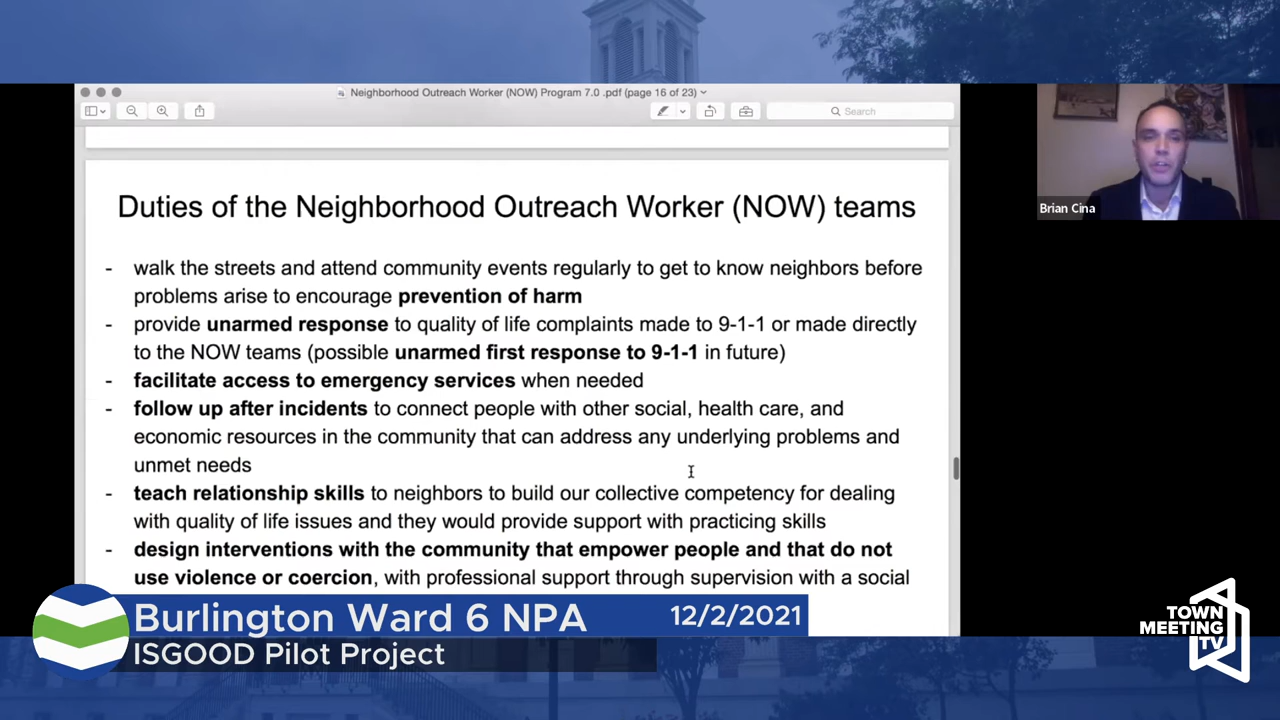 Neighborhood Outreach Worker (NOW) Program 7.0 .pdf (page 16 of 23)
Search
Duties of the Neighborhood Outreach Worker (NOW) teams
- walk the streets and attend community events regularly to get to know neighbors before
problems arise to encourage prevention of harm
- provide unarmed response to quality of life complaints made to 9-1-1 or made directly
to the NOW teams (possible unarmed first response to 9-1-1 in future)
- facilitate access to emergency services when needed
- follow up after incidents to connect people with other social, health care, and
economic resources in the community that can address any underlying problems and
unmet needs
- teach relationship skills to neighbors to build our collective competency for dealing
with quality of life issues and they would provide support with practicing skills
- design interventions with the community that empower people and that do not
use violence or coercion, with professional support through supervision with a social
Brian Cina
Burlington Ward 6 NPA
12/2/2021
ISGOOD Pilot Project
TOWN
MEETING
TV